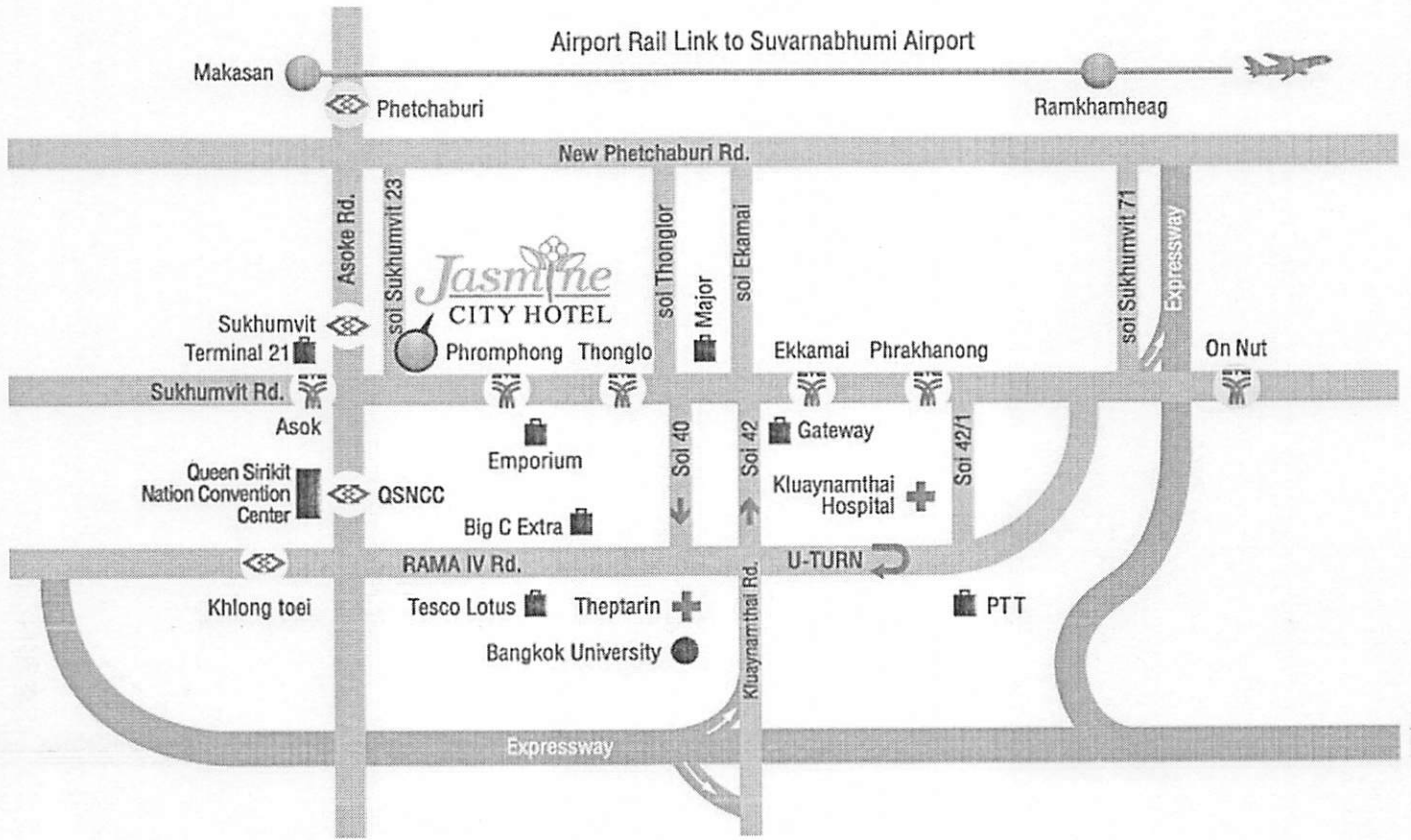 Airport Rail Link to Suvarnabhumi Airport
Makasan
Ramkhamheag
Phetchaburi
New Phetchaburi Rd.
Asoke Rd.
soi Sukhumvit 23
Jasmine
CITY HOTEL
soi Thonglor
Major
soi Ekamai
soi Sukhumvit 71
Expressway
Sukhumvit
Terminal 21
Phromphong
Thonglo
Ekkamai
Phrakhanong
On Nut
Sukhumvit Rd.
Asok
Emporium
Soi 40
Soi 42
Gateway
Soi 42/1
Queen Sirikit
Nation Convention
Center
QSNCC
Big C Extra
Kluaynamthai
Hospital
RAMA IV Rd.
U-TURN
Khlong toei
Tesco Lotus
Theptarin
PTT
Bangkok University
Kluaynamthai Rd.
Expressway